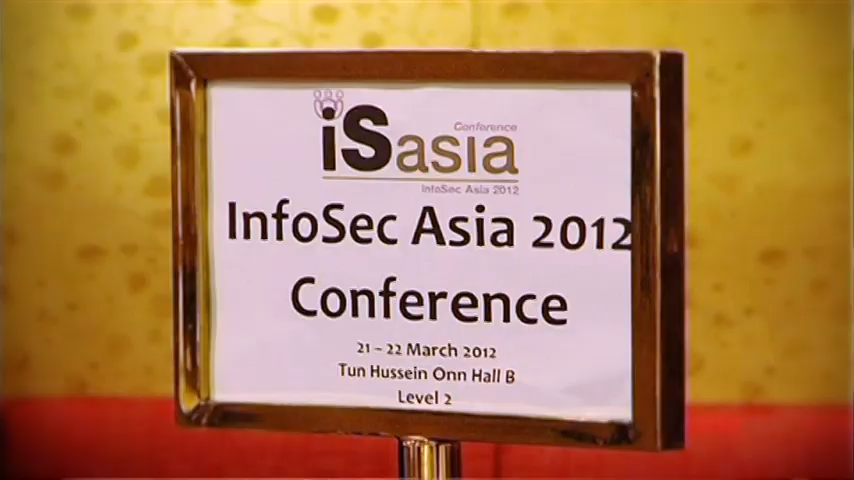 Conference
iSasia
InfoSec Asia 2012
InfoSec Asia 2012
Conference
21 – 22 March 2012
Tun Hussein Onn Hall B
Level 2